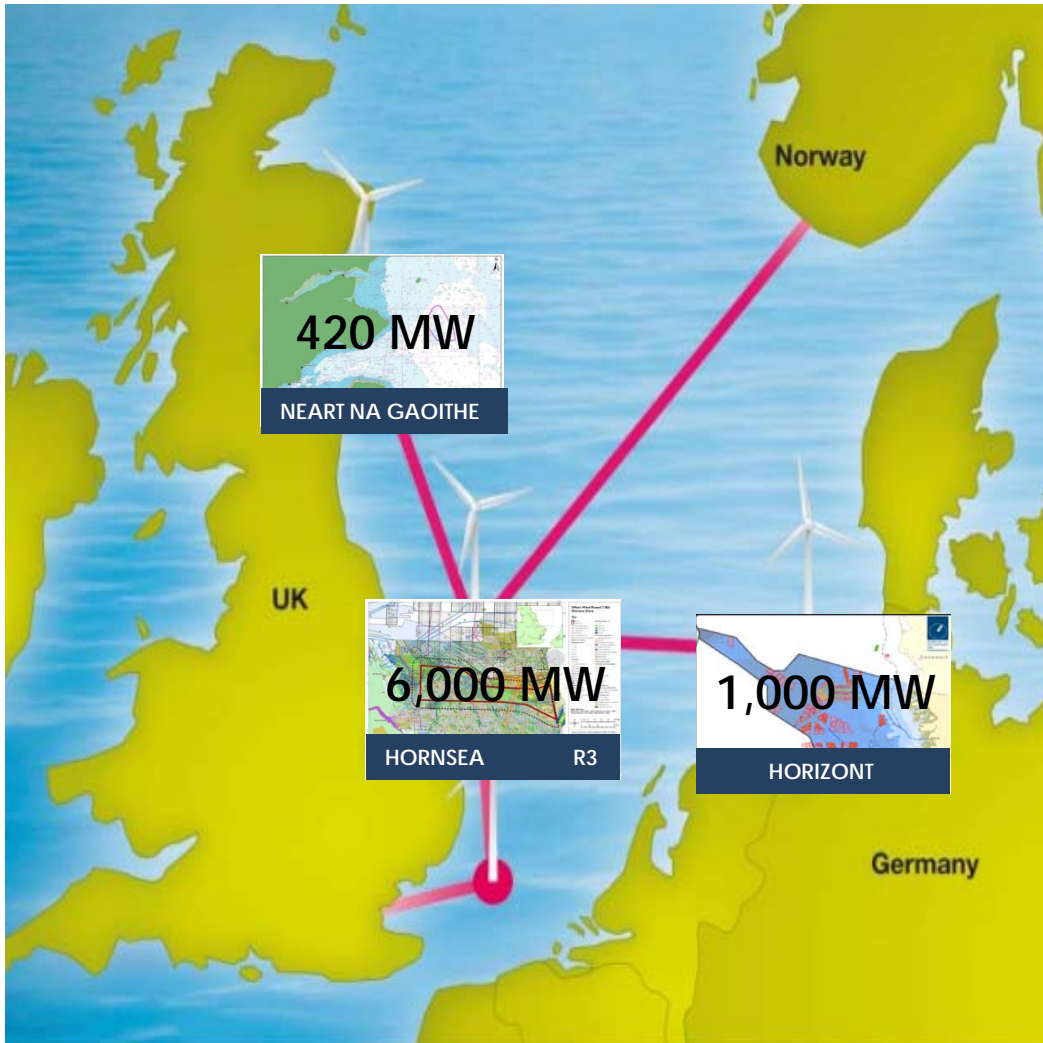 Norway
420 MW
NEART NA GAOITHE
UK
6,000 MW
HORNSEA R3
1,000 MW
HORIZONT
Germany